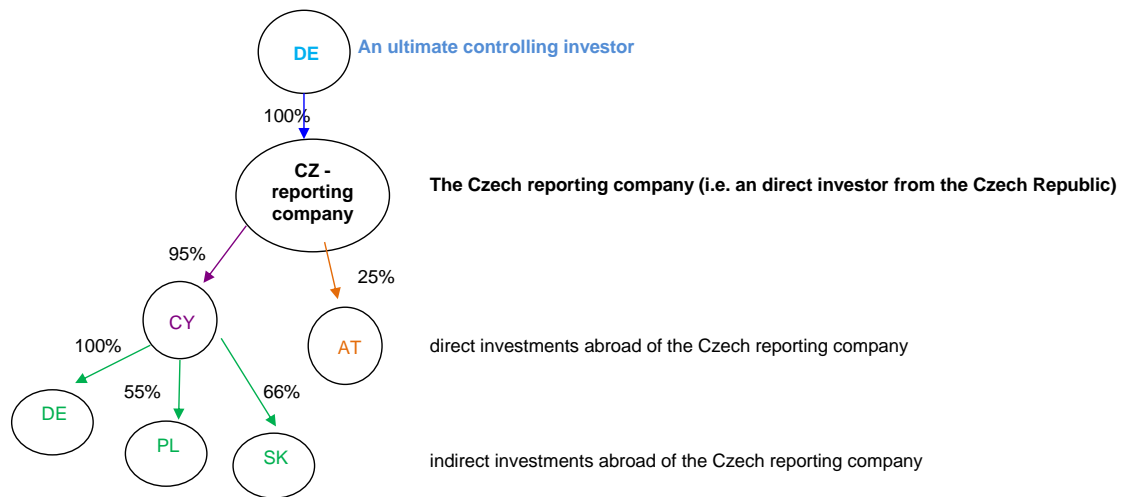 DE
An ultimate controlling investor
100%
CZ -
reporting
company
The Czech reporting company (i.e. an direct investor from the Czech Republic)
95%
25%
CY
AT
direct investments abroad of the Czech reporting company
100%
55%
66%
DE
PL
SK
indirect investments abroad of the Czech reporting company